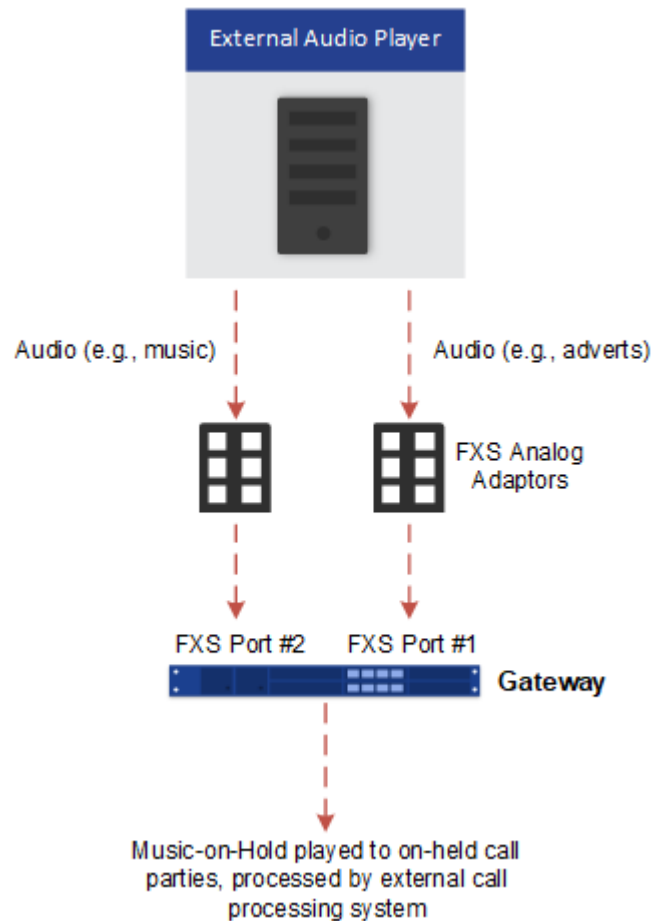 External Audio Player
Audio (e.g., music)
Audio (e.g., adverts)
FXS Analog
Adaptors
FXS Port #2
FXS Port #1
Gateway
Music-on-Hold played to on-held call
parties, processed by external call
processing system